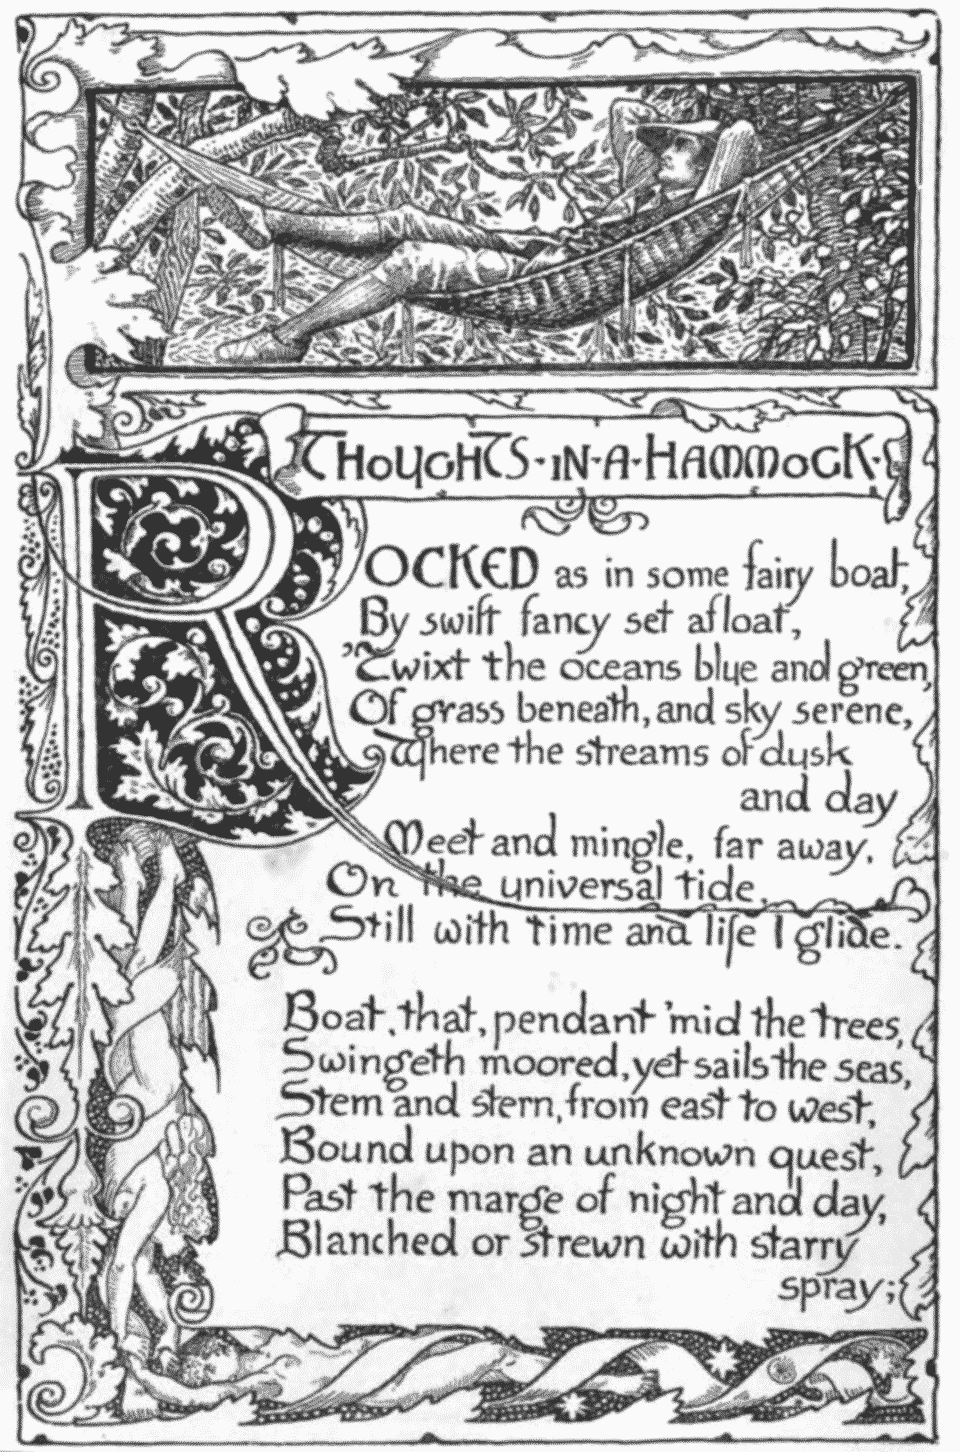 THOUGHTS·IN·A·HAMMOCK·
ROCKED as in some fairy boat,
By swift fancy set afloat,
'Twixt the oceans blue and green,
Of grass beneath, and sky serene,
Where the streams of dusk
and day
Meet and mingle, far away.
On the universal tide,
Still with time and life I glide.
Boat, that, pendant 'mid the trees,
Swingeth moored, yet sails the seas,
Stem and stern, from east to west,
Bound upon an unknown quest,
Past the marge of night and day,
Blanched or strewn with starry
spray;